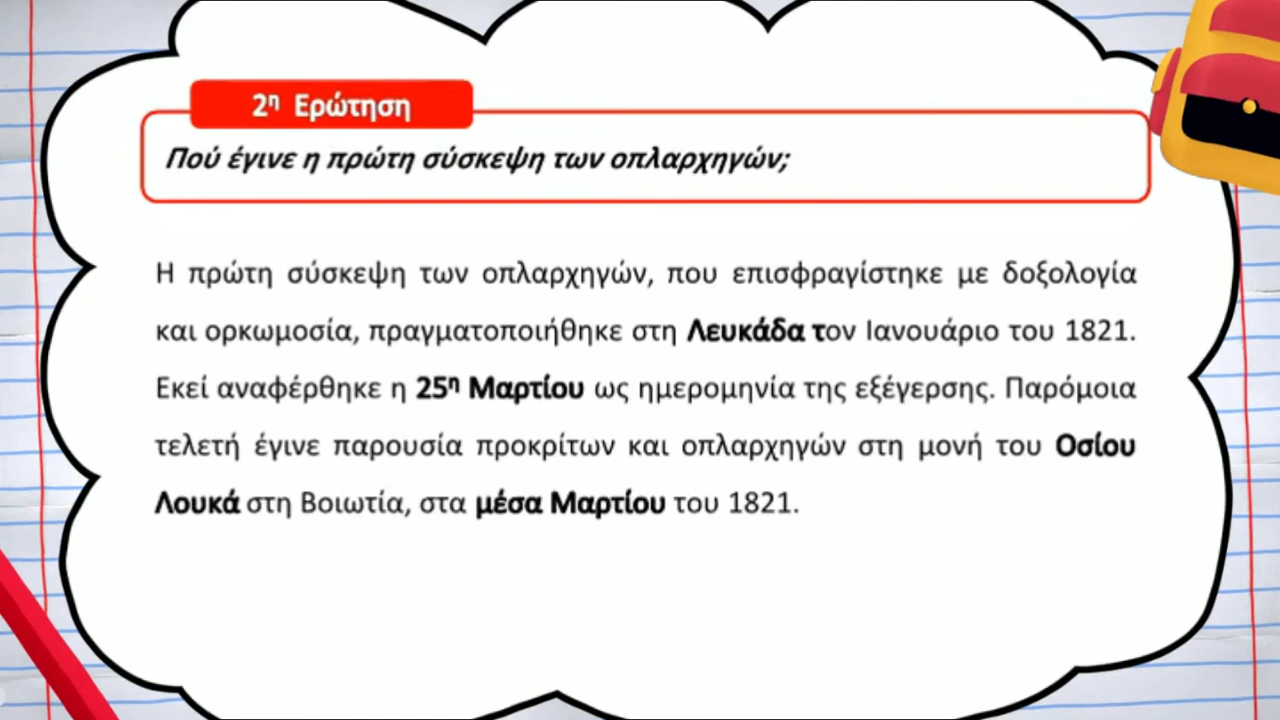 2η Ερώτηση
Πού έγινε η πρώτη σύσκεψη των οπλαρχηγών;
Η πρώτη σύσκεψη των οπλαρχηγών, που επισφραγίστηκε με δοξολογία
και ορκωμοσία, πραγματοποιήθηκε στη Λευκάδα τον Ιανουάριο του 1821.
Εκεί αναφέρθηκε η 25η Μαρτίου ως ημερομηνία της εξέγερσης. Παρόμοια
τελετή έγινε παρουσία προκρίτων και οπλαρχηγών στη μονή του Οσίου
Λουκά στη Βοιωτία, στα μέσα Μαρτίου του 1821.